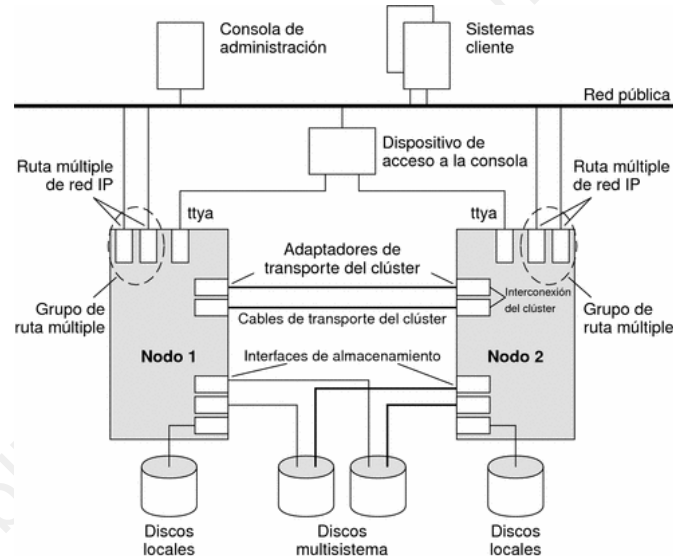 Consola de
administración
Sistemas
cliente
Red pública
Dispositivo de
acceso a la consola
Ruta múltiple
de red IP
Ruta múltiple
de red IP
ttya
ttya
Adaptadores de
transporte del clúster
Interconexión
del clúster
Grupo de
ruta múltiple
Grupo de
ruta múltiple
Cables de transporte del clúster
Nodo 1
Interfaces de almacenamiento
Nodo 2
Discos
locales
Discos
multisistema
Discos
locales